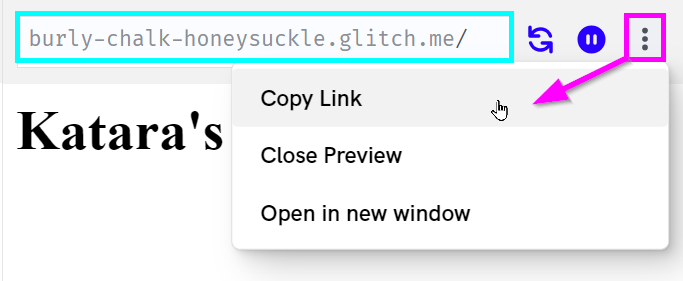 burly-chalk-honeysuckle.glitch.me/
Copy Link
Katara's
Close Preview
Open in new window